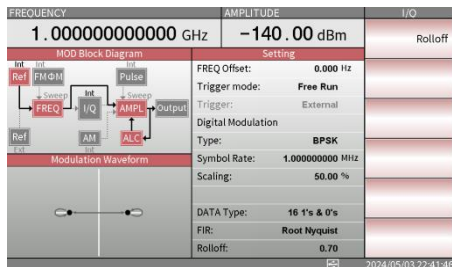 FREQUENCY AMPLITUDE I/Q
1.000000000000 GHz −140.00 dBm
Rolloff
MOD Block Diagram
Setting
Int Int Int
Ref FMΦM Pulse
Sweep Int Sweep
FREQ I/Q AMPL Output
Ref AM ALC
Ext Int
Modulation Waveform
FREQ Offset: 0.000 Hz
Trigger mode: Free Run
Trigger: External
Digital Modulation
Type: BPSK
Symbol Rate: 1.000000000 MHz
Scaling: 50.00 %
DATA Type: 16 1's & 0's
FIR: Root Nyquist
Rolloff: 0.70
2024/05/03 22:41:46